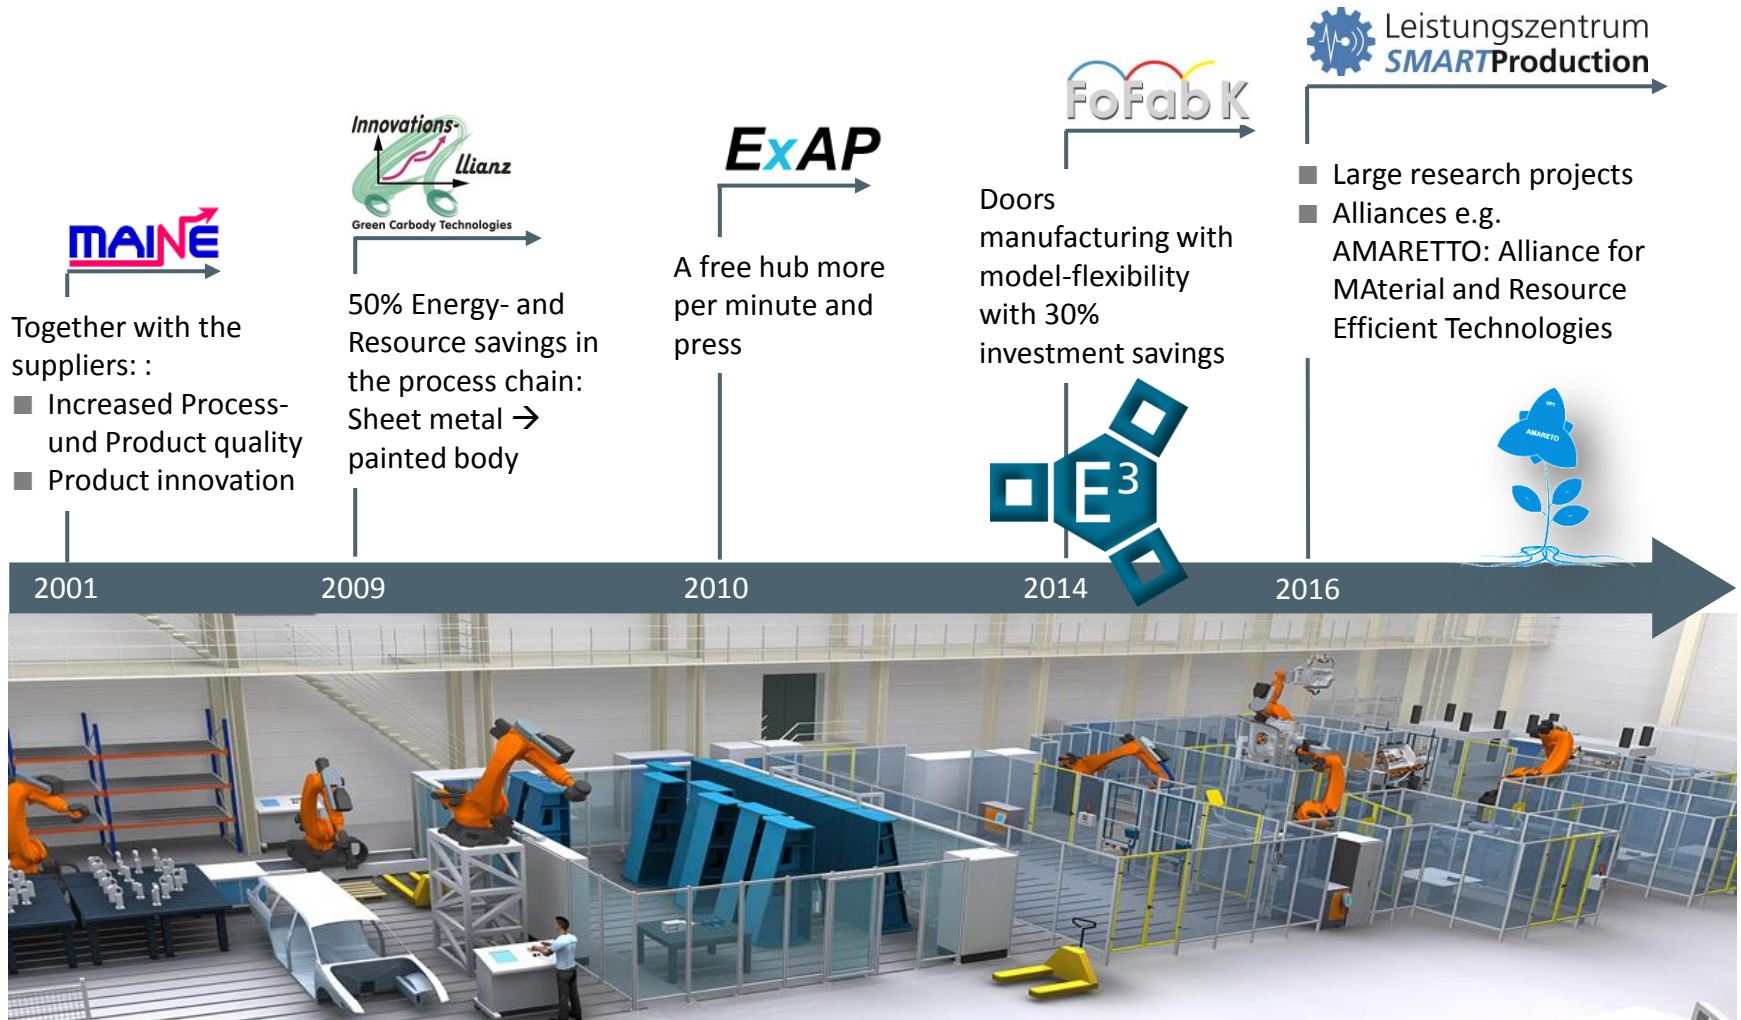 MAINE
Together with the
suppliers: :
Increased Process-
und Product quality
Product innovation
2001
Innovations-
llianz
Green Carbody Technologies
50% Energy- and
Resource savings in
the process chain:
Sheet metal →
painted body
2009
ExAP
A free hub more
per minute and
press
2010
FoFab K
Doors
manufacturing with
model-flexibility
with 30%
investment savings
E³
2014
Leistungszentrum
SMARTProduction
Large research projects
Alliances e.g.
AMARETTO: Alliance for
MAterial and Resource
Efficient Technologies
AMARETO
2016